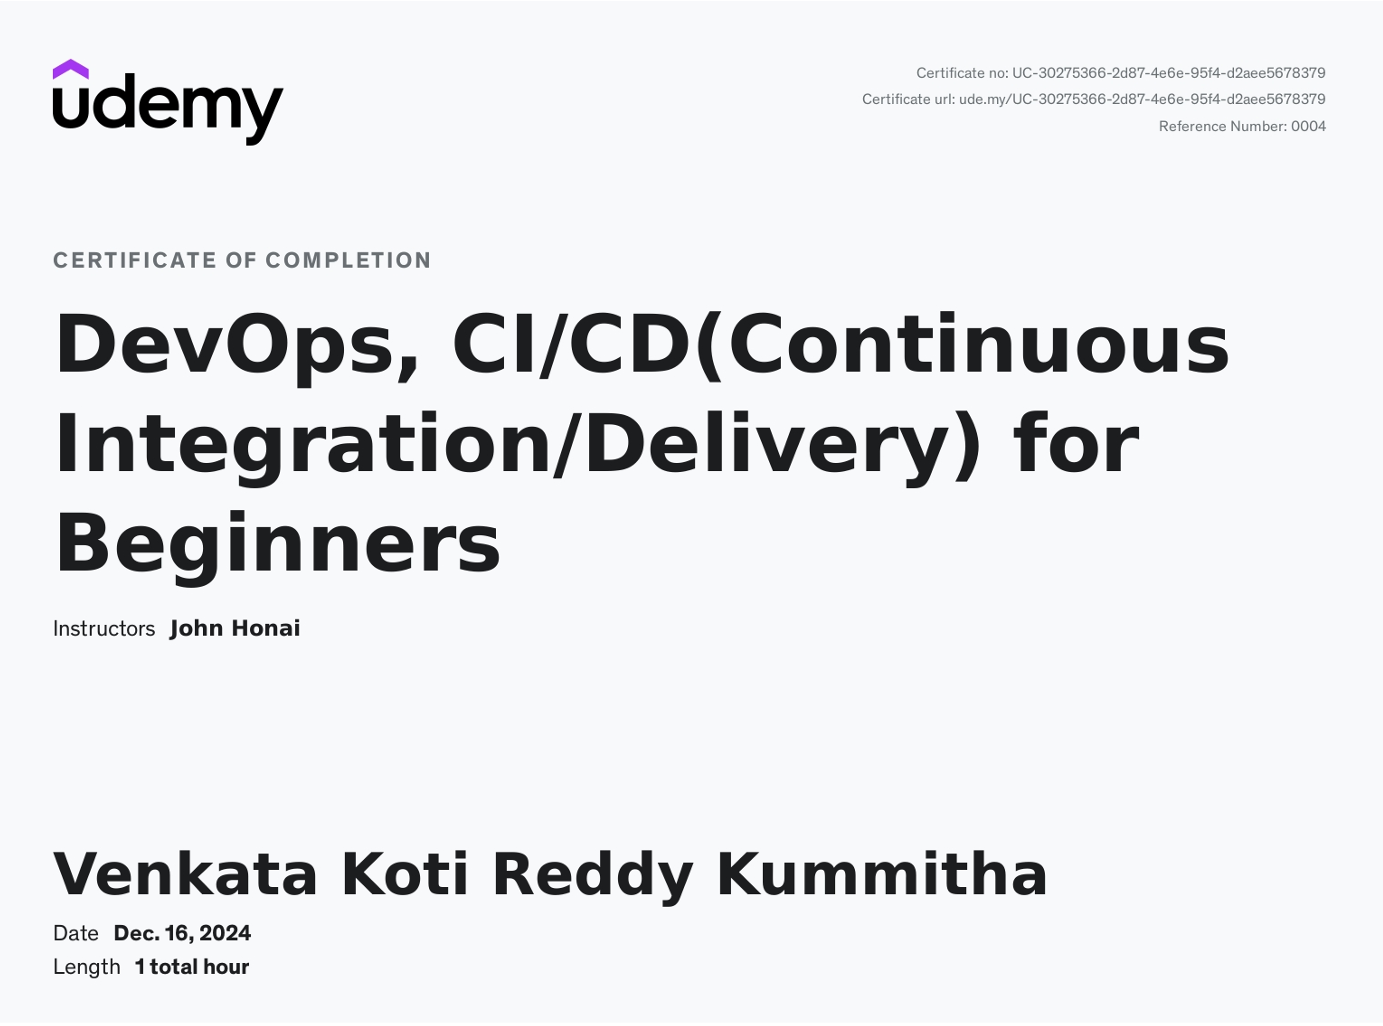 udemy
Certificate no: UC-30275366-2d87-4e6e-95f4-d2aee5678379
Certificate url: ude.my/UC-30275366-2d87-4e6e-95f4-d2aee5678379
Reference Number: 0004
CERTIFICATE OF COMPLETION
DevOps, CI/CD(Continuous
Integration/Delivery) for
Beginners
Instructors John Honai
Venkata Koti Reddy Kummitha
Date Dec. 16, 2024
Length 1 total hour